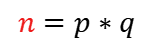 n = p * q